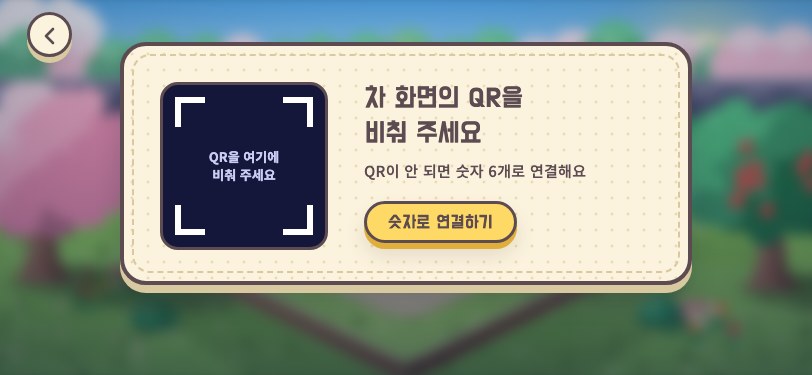 차 화면의 QR을
비춰 주세요
QR을 여기에
비춰 주세요
QR이 안 되면 숫자 6개로 연결해요
숫자로 연결하기